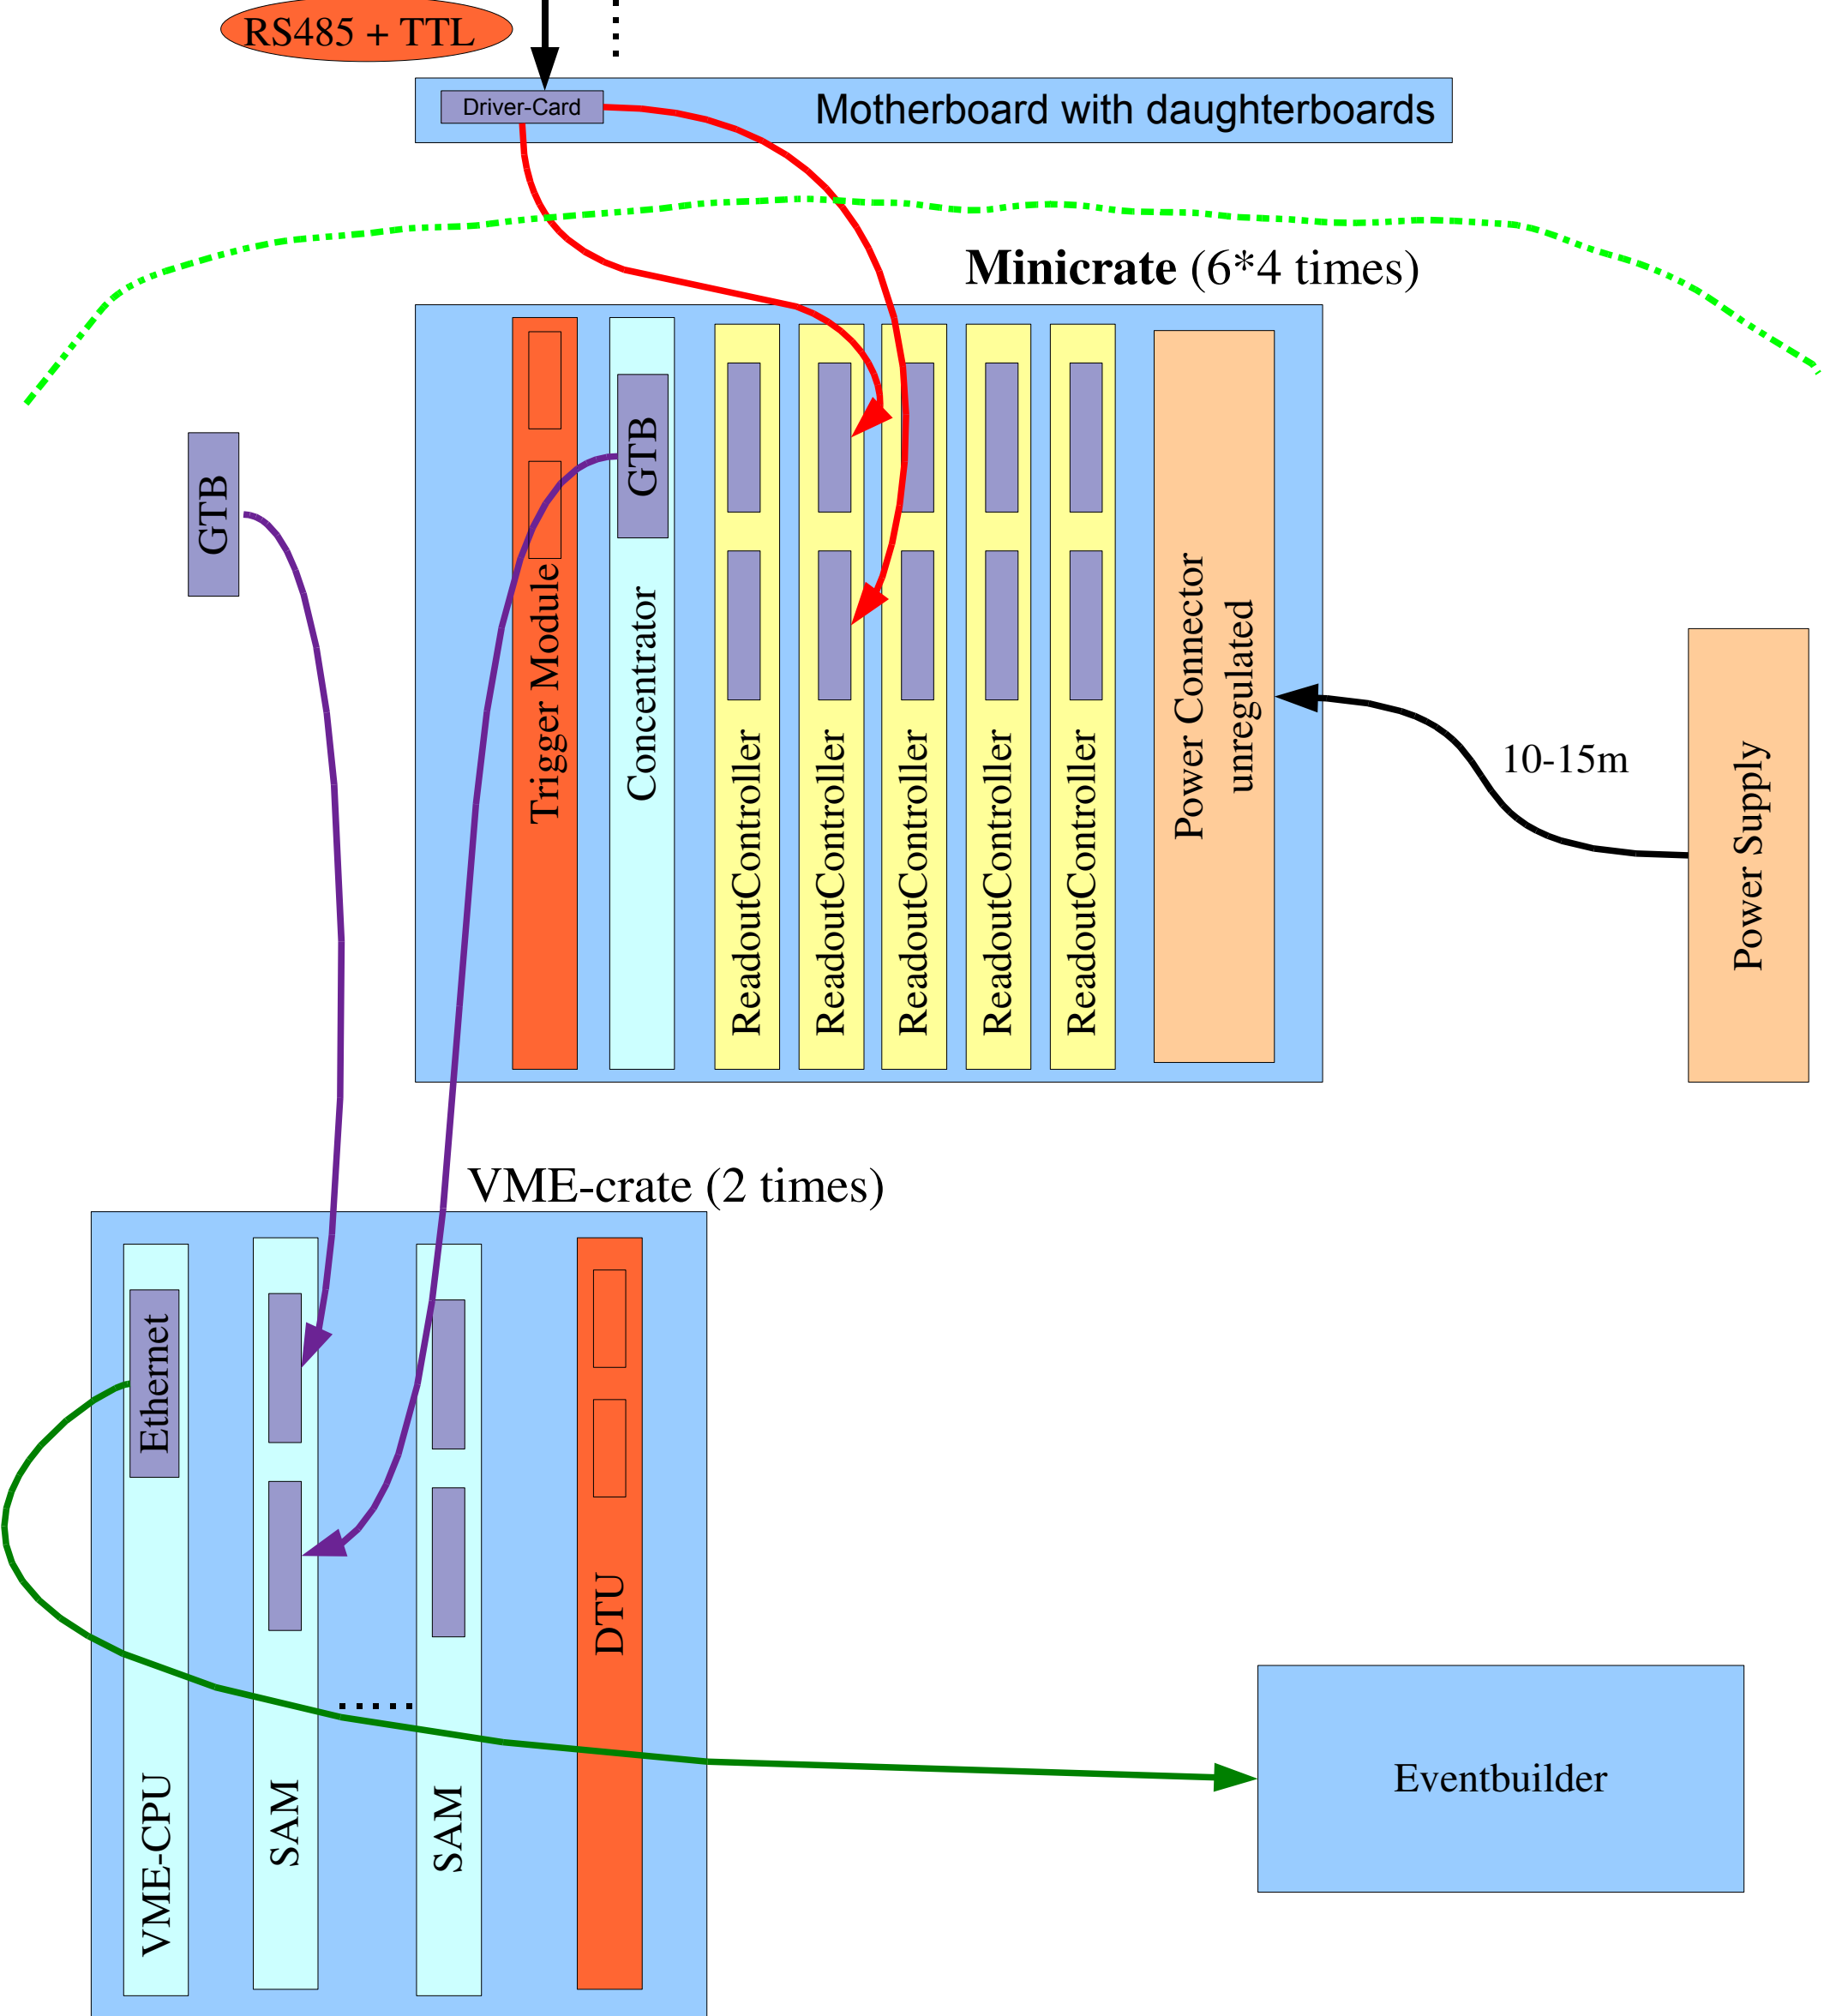 RS485 + TTL
Driver-Card
Motherboard with daughterboards
Minicrate (6*4 times)
GTB
GTB
Trigger Module
Concentrator
ReadoutController
ReadoutController
ReadoutController
ReadoutController
ReadoutController
Power Connector
unregulated
10-15m
Power Supply
VME-crate (2 times)
Ethernet
VME-CPU
SAM
SAM
DTU
Eventbuilder